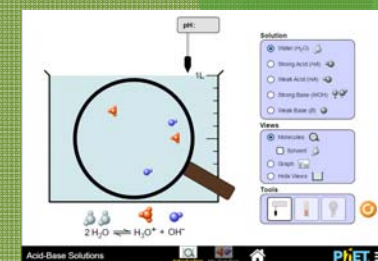 pH:
1L
2 H₂O ⇌ H₃O⁺ + OH⁻
Solution
Water (H₂O)
Strong Acid (HA)
Weak Acid (HA)
Strong Base (MOH)
Weak Base (B)
Views
Molecules
Solvent
Graph
Hide Views
Tools
Acid-Base Solutions
PhET